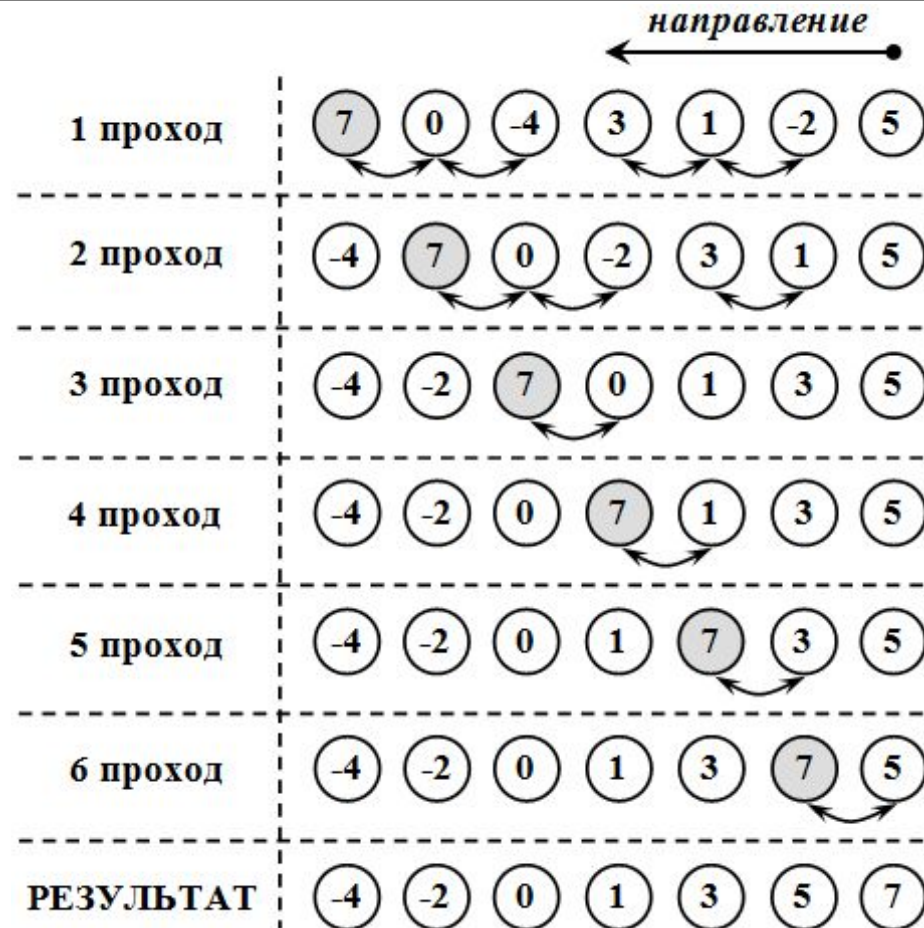 направление
1 проход 7 0 -4 3 1 -2 5
2 проход -4 7 0 -2 3 1 5
3 проход -4 -2 7 0 1 3 5
4 проход -4 -2 0 7 1 3 5
5 проход -4 -2 0 1 7 3 5
6 проход -4 -2 0 1 3 7 5
РЕЗУЛЬТАТ -4 -2 0 1 3 5 7